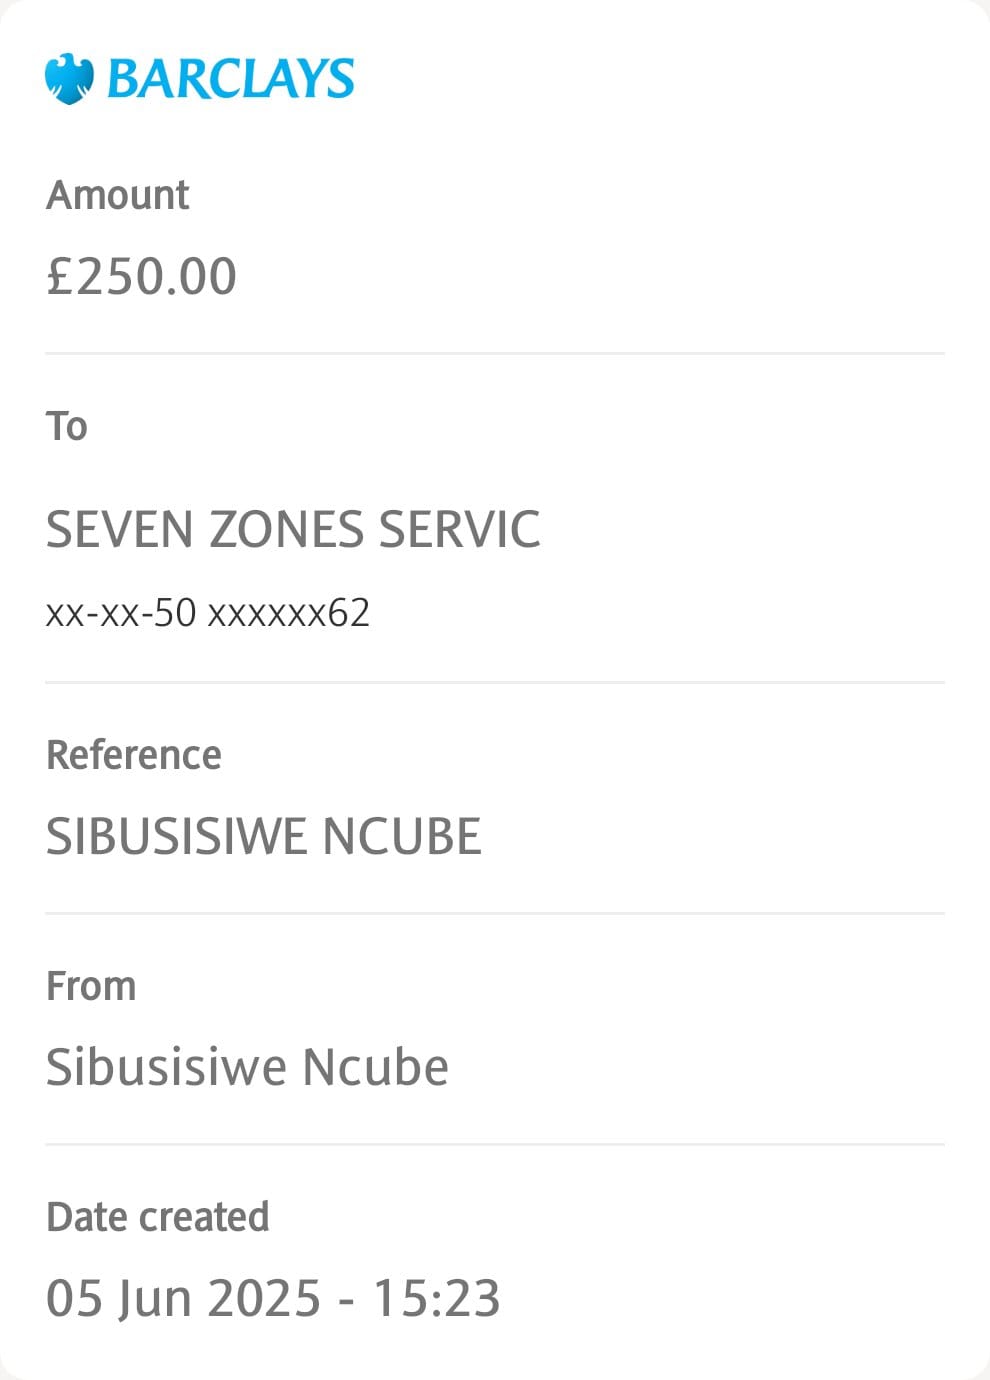 BARCLAYS
Amount
£250.00
To
SEVEN ZONES SERVIC
xx-xx-50 xxxxxx62
Reference
SIBUSISIWE NCUBE
From
Sibusisiwe Ncube
Date created
05 Jun 2025 - 15:23